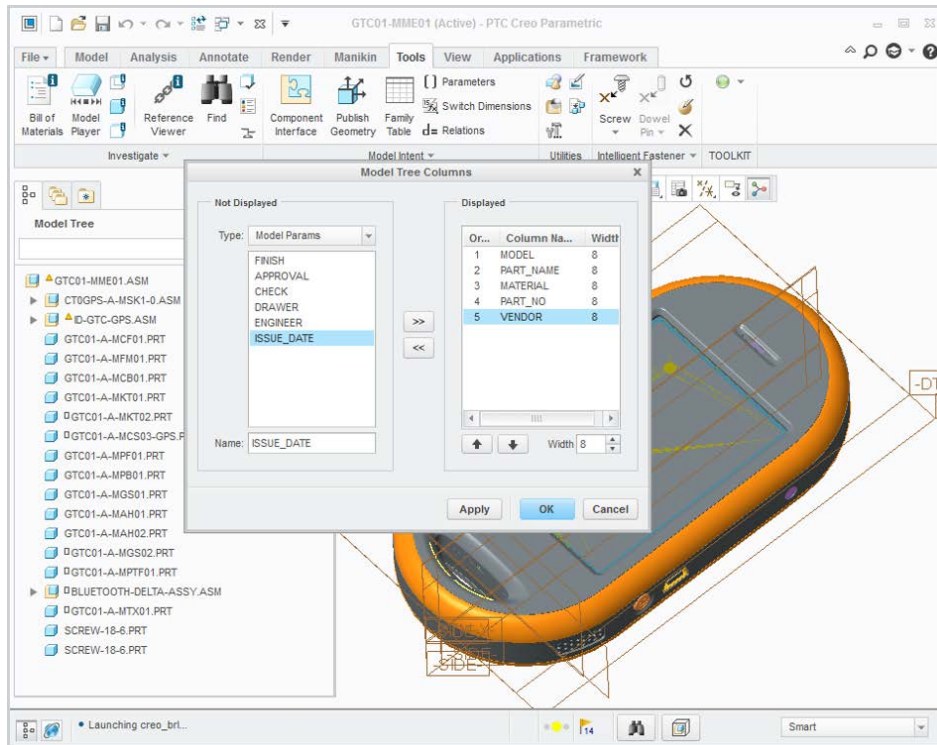 GTC01-MME01 (Active) - PTC Creo Parametric
File Model Analysis Annotate Render Manikin Tools View Applications Framework
Bill of Materials
Model Player
Reference Viewer
Find
Component Interface
Publish Geometry
Family Table
[] Parameters
Switch Dimensions
d= Relations
Screw
Dowel Pin
Investigate
Model Intent
Utilities
Intelligent Fastener
TOOLKIT
Model Tree
GTC01-MME01.ASM
CT0GPS-A-MSK1-0.ASM
ID-GTC-GPS.ASM
GTC01-A-MCF01.PRT
GTC01-A-MFM01.PRT
GTC01-A-MCB01.PRT
GTC01-A-MKT01.PRT
GTC01-A-MKT02.PRT
GTC01-A-MCS03-GPS.P
GTC01-A-MPF01.PRT
GTC01-A-MPB01.PRT
GTC01-A-MGS01.PRT
GTC01-A-MAH01.PRT
GTC01-A-MAH02.PRT
GTC01-A-MGS02.PRT
GTC01-A-MPTF01.PRT
BLUETOOTH-DELTA-ASSY.ASM
GTC01-A-MTX01.PRT
SCREW-18-6.PRT
SCREW-18-6.PRT
Model Tree Columns
Not Displayed
Type: Model Params
FINISH
APPROVAL
CHECK
DRAWER
ENGINEER
ISSUE_DATE
Name: ISSUE_DATE
>>
<<
Displayed
Or... Column Na... Width
1 MODEL 8
2 PART_NAME 8
3 MATERIAL 8
4 PART_NO 8
5 VENDOR 8
Width 8
Apply OK Cancel
-DT
-SIDE-
-SIDE-
Launching creo_brl...
14
Smart